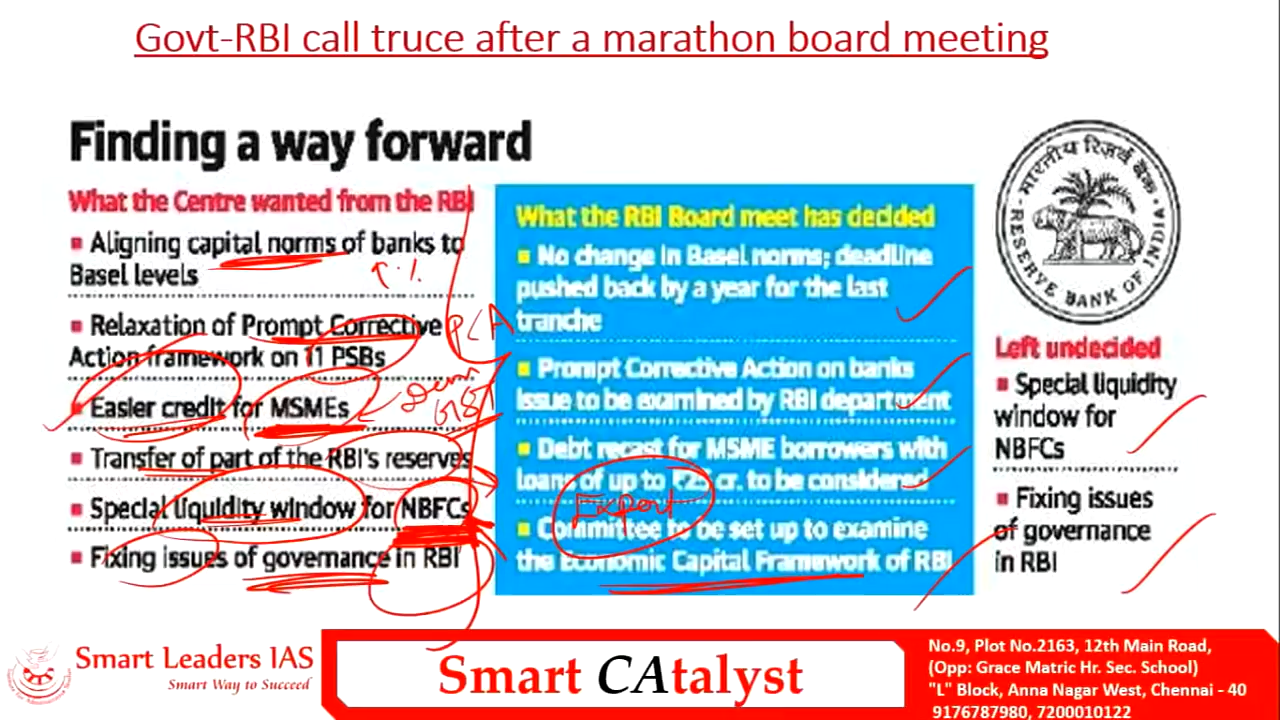 Govt-RBI call truce after a marathon board meeting
Finding a way forward
What the Centre wanted from the RBI
Aligning capital norms of banks to
Basel levels
Relaxation of Prompt Corrective
Action framework on 11 PSBs
Easier credit for MSMEs
Transfer of part of the RBI's reserves
Special liquidity window for NBFCs
Fixing issues of governance in RBI
PCA
What the RBI Board meet has decided
No change in Basel norms; deadline
pushed back by a year for the last
tranche
Prompt Corrective Action on banks
issue to be examined by RBI department
Debt recast for MSME borrowers with
loans of up to ₹25 cr. to be considered
Expert
Committee to be set up to examine
the Economic Capital Framework of RBI
भारतीय रिज़र्व बैंक
RESERVE BANK OF INDIA
Left undecided
Special liquidity
window for
NBFCs
Fixing issues
of governance
in RBI
Smart Leaders IAS
Smart Way to Succeed
Smart CAtalyst
No.9, Plot No.2163, 12th Main Road,
(Opp: Grace Matric Hr. Sec. School)
"L" Block, Anna Nagar West, Chennai - 40
9176787980, 7200010122